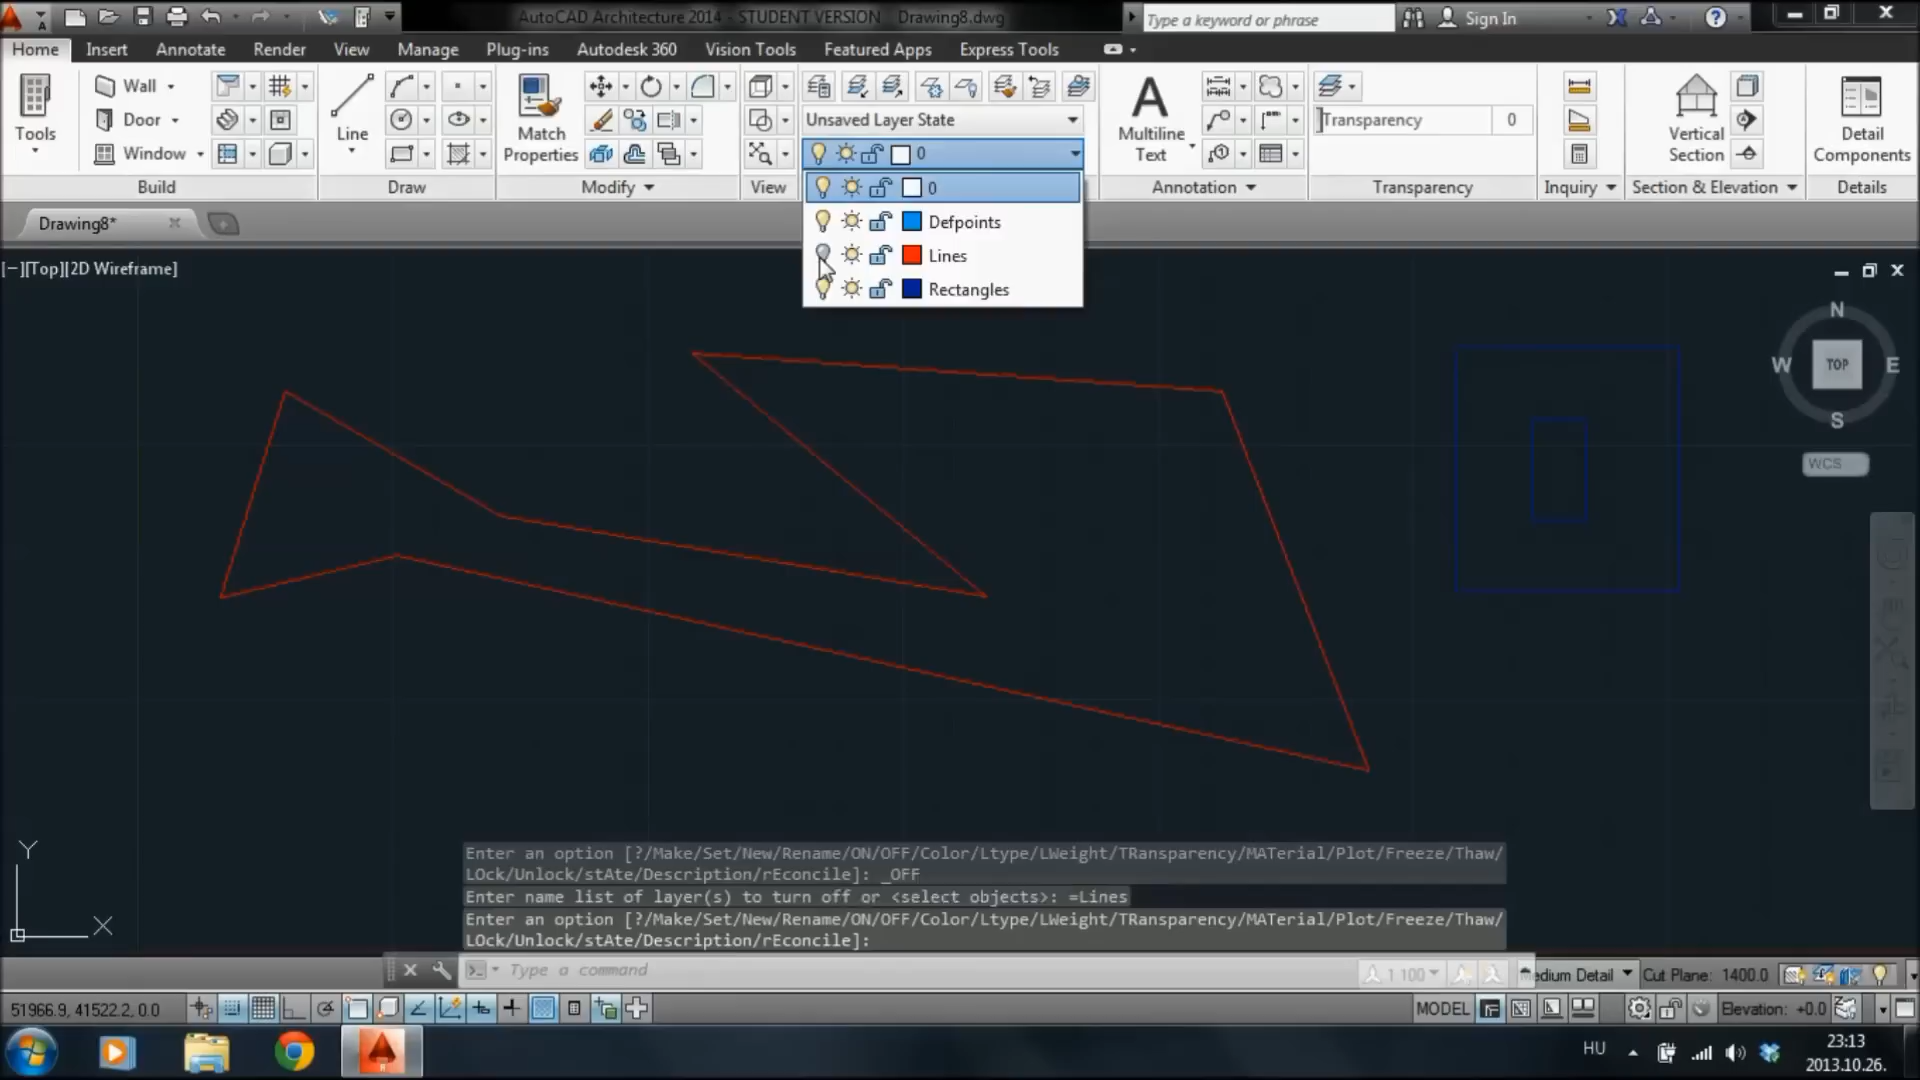 AutoCAD Architecture 2014 - STUDENT VERSION Drawing8.dwg
Type a keyword or phrase
Sign In
Home Insert Annotate Render View Manage Plug-ins Autodesk 360 Vision Tools Featured Apps Express Tools
Tools
Wall
Door
Window
Build
Line
Draw
Match
Properties
Modify
View
Unsaved Layer State
0
0
Defpoints
Lines
Rectangles
A
Multiline
Text
Annotation
Transparency 0
Transparency
Inquiry
Vertical
Section
Section & Elevation
Detail
Components
Details
Drawing8*
[−][Top][2D Wireframe]
N
W TOP E
S
WCS
Y
X
Enter an option [?/Make/Set/New/Rename/ON/OFF/Color/Ltype/LWeight/TRansparency/MATerial/Plot/Freeze/Thaw/
LOck/Unlock/stAte/Description/rEconcile]: _OFF
Enter name list of layer(s) to turn off or <select objects>: =Lines
Enter an option [?/Make/Set/New/Rename/ON/OFF/Color/Ltype/LWeight/TRansparency/MATerial/Plot/Freeze/Thaw/
LOck/Unlock/stAte/Description/rEconcile]:
Type a command
1 100
edium Detail
Cut Plane: 1400.0
51966.9, 41522.2, 0.0
MODEL
Elevation: +0.0
HU
23:13
2013.10.26.